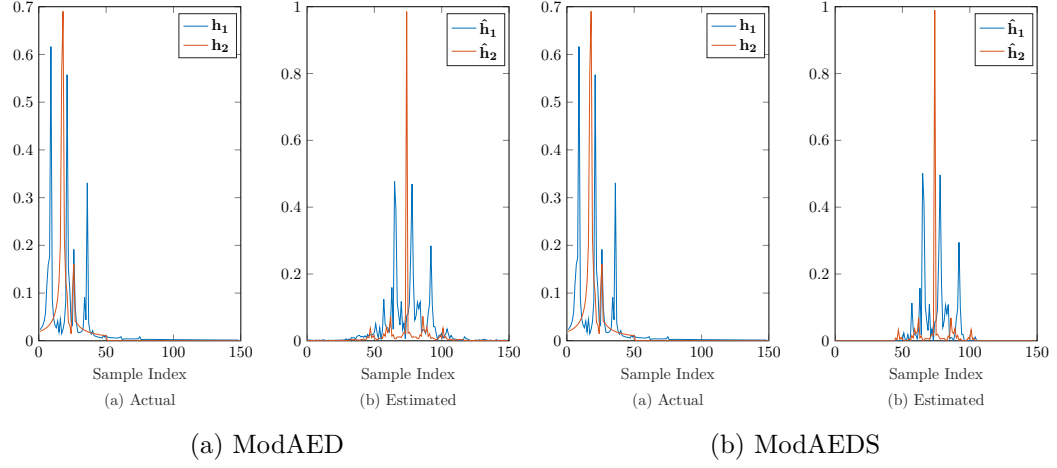 0.7
0.6
0.5
0.4
0.3
0.2
0.1
0
0 50 100 150
h₁
h₂
Sample Index
(a) Actual
1
0.8
0.6
0.4
0.2
0
0 50 100 150
ĥ₁
ĥ₂
Sample Index
(b) Estimated
0.7
0.6
0.5
0.4
0.3
0.2
0.1
0
0 50 100 150
h₁
h₂
Sample Index
(a) Actual
1
0.8
0.6
0.4
0.2
0
0 50 100 150
ĥ₁
ĥ₂
Sample Index
(b) Estimated
(a) ModAED
(b) ModAEDS